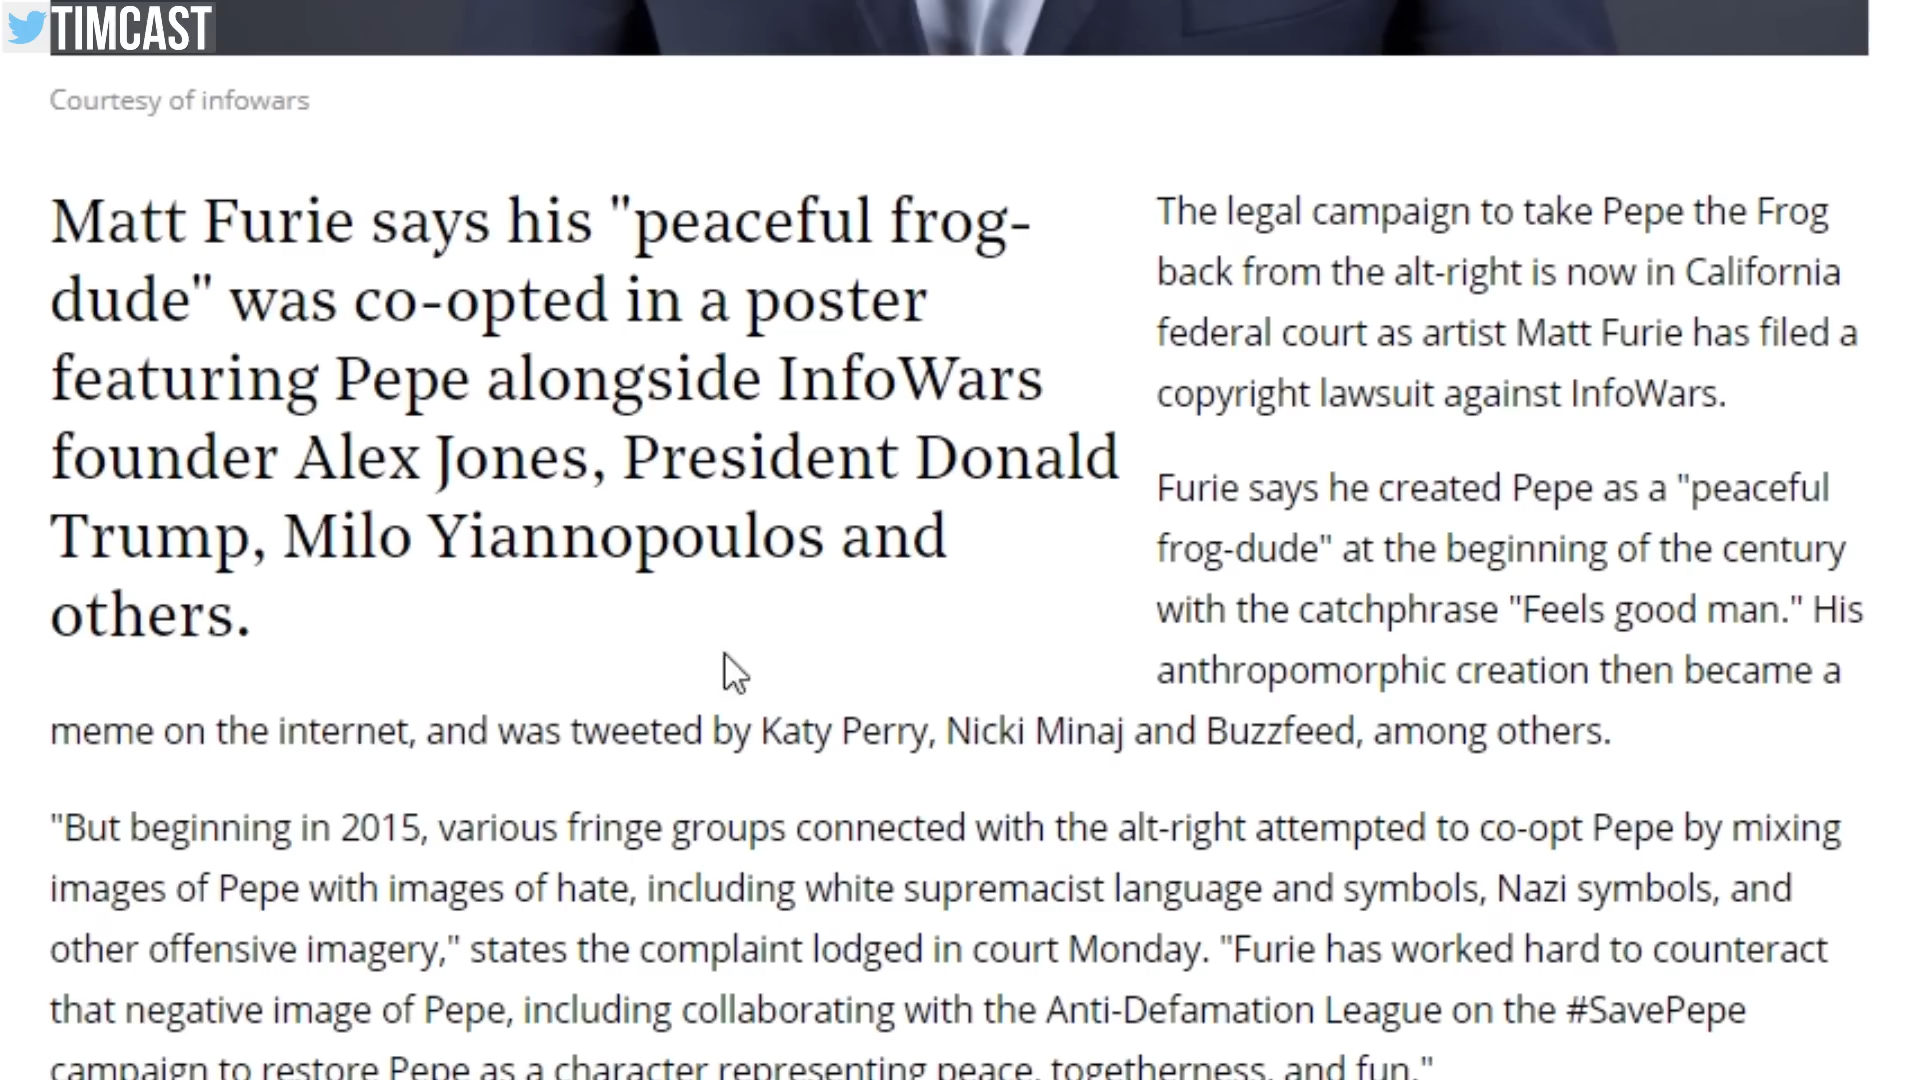 TIMCAST
Courtesy of infowars
Matt Furie says his "peaceful frog-
dude" was co-opted in a poster
featuring Pepe alongside InfoWars
founder Alex Jones, President Donald
Trump, Milo Yiannopoulos and
others.
The legal campaign to take Pepe the Frog
back from the alt-right is now in California
federal court as artist Matt Furie has filed a
copyright lawsuit against InfoWars.
Furie says he created Pepe as a "peaceful
frog-dude" at the beginning of the century
with the catchphrase "Feels good man." His
anthropomorphic creation then became a
meme on the internet, and was tweeted by Katy Perry, Nicki Minaj and Buzzfeed, among others.
"But beginning in 2015, various fringe groups connected with the alt-right attempted to co-opt Pepe by mixing
images of Pepe with images of hate, including white supremacist language and symbols, Nazi symbols, and
other offensive imagery," states the complaint lodged in court Monday. "Furie has worked hard to counteract
that negative image of Pepe, including collaborating with the Anti-Defamation League on the #SavePepe
campaign to restore Pepe as a character representing peace, togetherness, and fun."